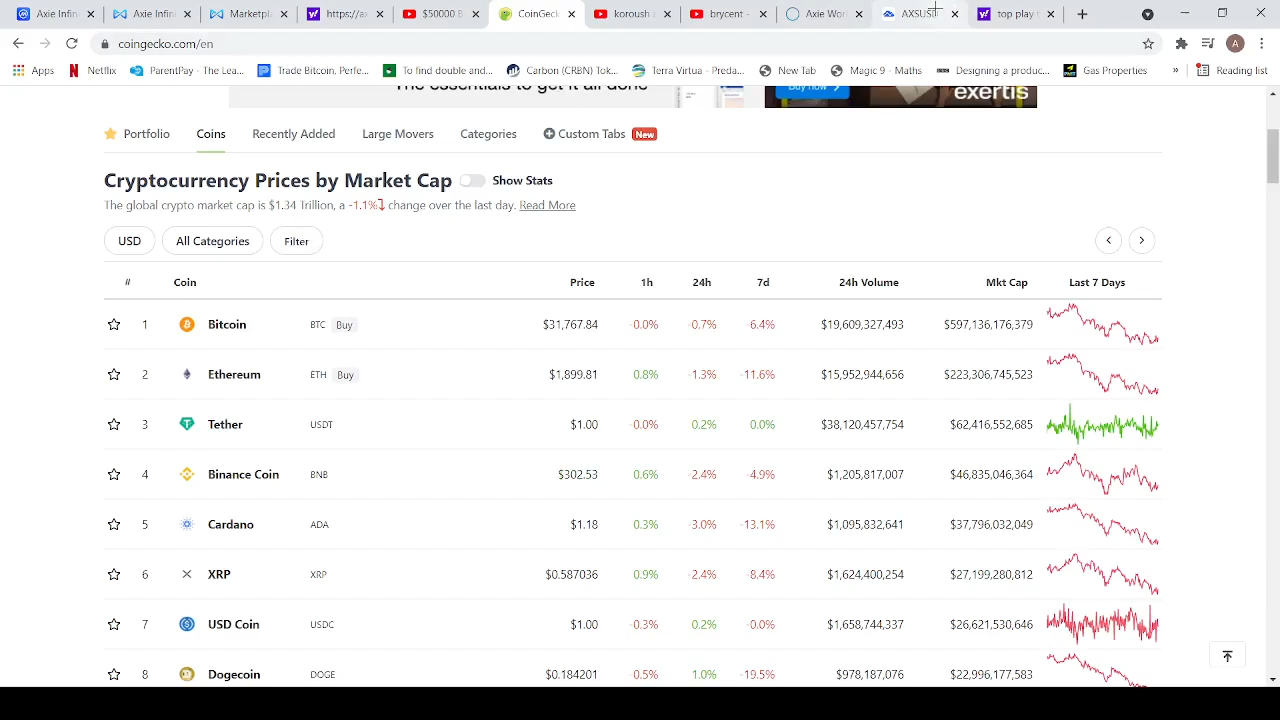 Axie Infin
Axie Infini
Marketpl
https://ax
$50000 B
CoinGeck
koroush a
brycent -
Axie Wor
AXSUSD
top play t
coingecko.com/en
Apps
Netflix
ParentPay - The Lea...
Trade Bitcoin, Perfe...
To find double and...
Carbon (CRBN) Tok...
Terra Virtua - Preda...
New Tab
Magic 9 - Maths
BBC
Designing a produc...
Gas Properties
»
Reading list
The essentials to get it all done
Buy now >
exertis
Portfolio
Coins
Recently Added
Large Movers
Categories
Custom Tabs
New
Cryptocurrency Prices by Market Cap
Show Stats
The global crypto market cap is $1.34 Trillion, a -1.1% change over the last day. Read More
USD
All Categories
Filter
# Coin Price 1h 24h 7d 24h Volume Mkt Cap Last 7 Days
1 Bitcoin BTC Buy $31,767.84 -0.0% -0.7% -6.4% $19,609,327,493 $597,136,176,379
2 Ethereum ETH Buy $1,899.81 0.8% -1.3% -11.6% $15,952,944,656 $223,306,745,523
3 Tether USDT $1.00 -0.0% 0.2% 0.0% $38,120,457,754 $62,416,552,685
4 Binance Coin BNB $302.53 0.6% -2.4% -4.9% $1,205,817,007 $46,835,046,364
5 Cardano ADA $1.18 0.3% -3.0% -13.1% $1,095,832,641 $37,796,032,049
6 XRP XRP $0.587036 0.9% -2.4% -8.4% $1,624,400,254 $27,199,280,812
7 USD Coin USDC $1.00 -0.3% 0.2% -0.0% $1,658,744,337 $26,621,530,646
8 Dogecoin DOGE $0.184201 -0.5% 1.0% -19.5% $978,187,076 $22,996,177,583